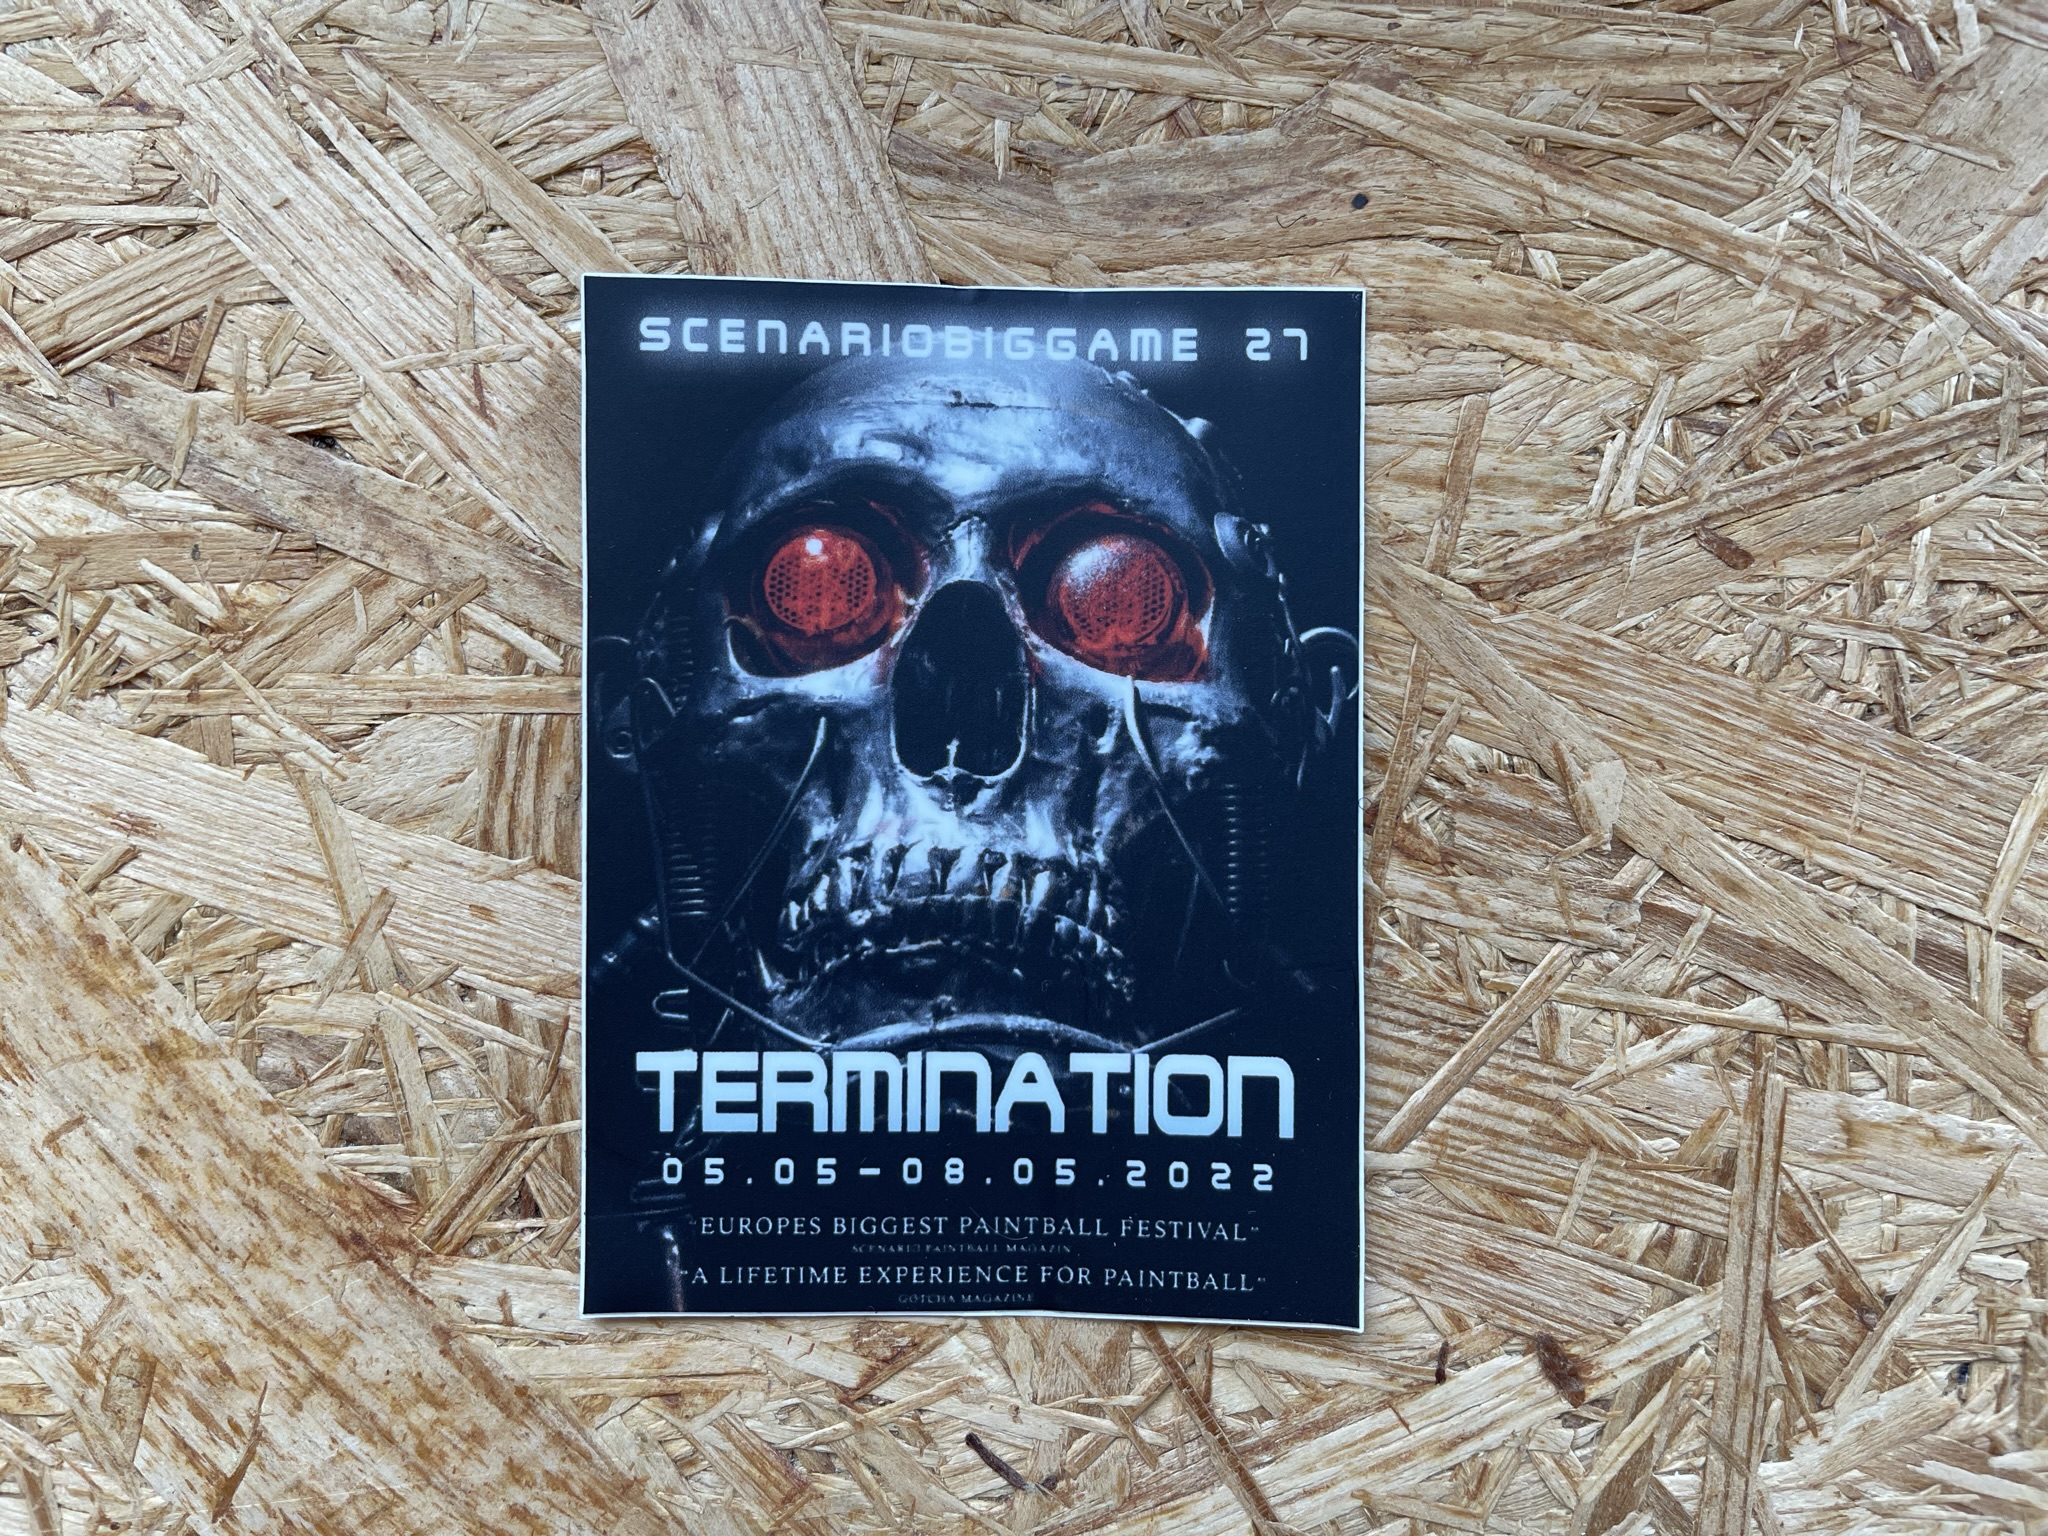 SCENARIOBIGGAME 27
TERMINATION
05.05-08.05.2022
"EUROPES BIGGEST PAINTBALL FESTIVAL"
SCENARIO PAINTBALL MAGAZIN
"A LIFETIME EXPERIENCE FOR PAINTBALL"
GOTCHA MAGAZINE